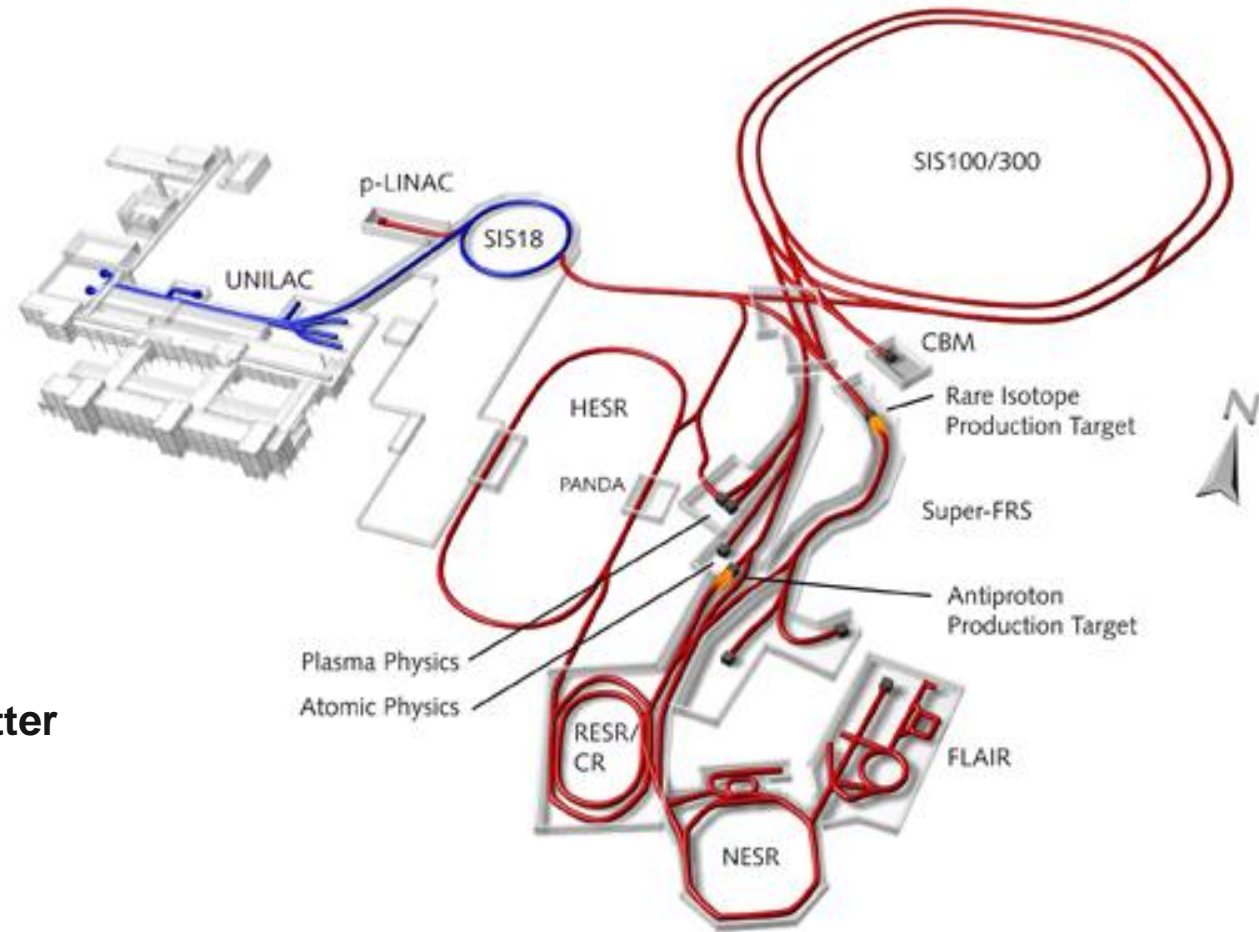 SIS100/300
p-LINAC
SIS18
UNILAC
CBM
Rare Isotope
Production Target
HESR
N
PANDA
Super-FRS
Antiproton
Production Target
Plasma Physics
Atomic Physics
tter
RESR/
CR
FLAIR
NESR